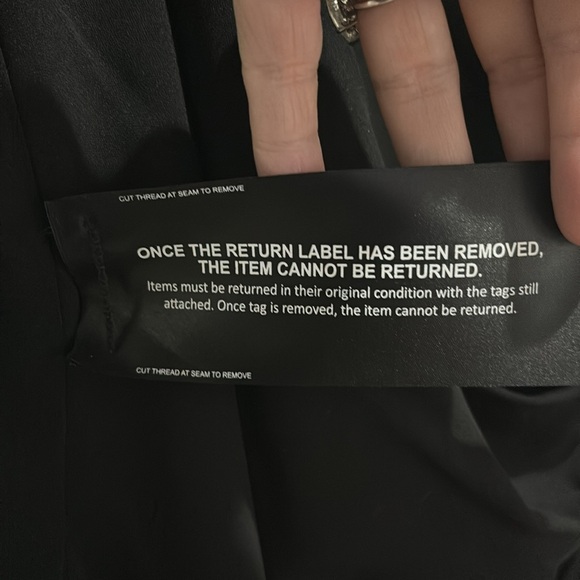 CUT THREAD AT SEAM TO REMOVE
ONCE THE RETURN LABEL HAS BEEN REMOVED,
THE ITEM CANNOT BE RETURNED.
Items must be returned in their original condition with the tags still
attached. Once tag is removed, the item cannot be returned.
CUT THREAD AT SEAM TO REMOVE